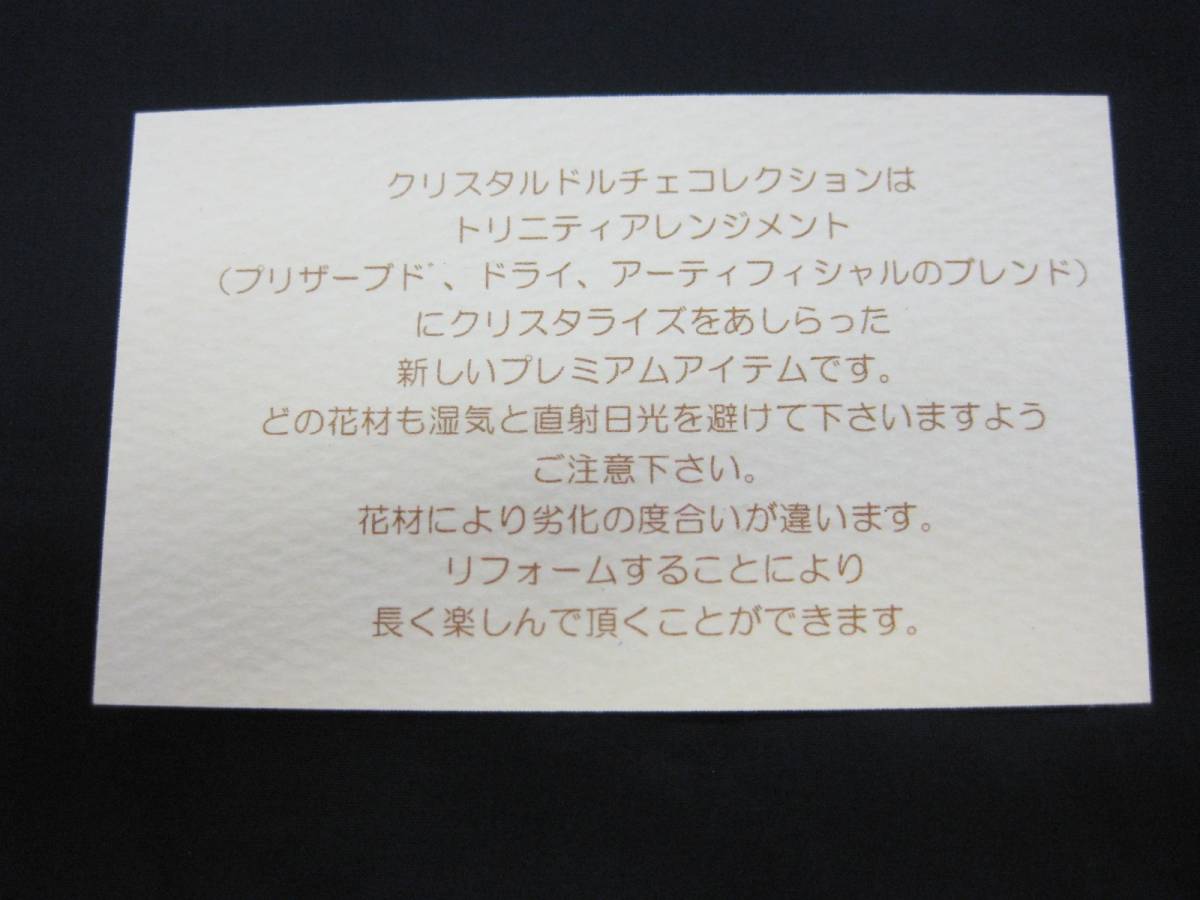 クリスタルドルチェコレクションは
トリニティアレンジメント
（プリザーブド゛、ドライ、アーティフィシャルのブレンド）
にクリスタライズをあしらった
新しいプレミアムアイテムです。
どの花材も湿気と直射日光を避けて下さいますよう
ご注意下さい。
花材により劣化の度合いが違います。
リフォームすることにより
長く楽しんで頂くことができます。